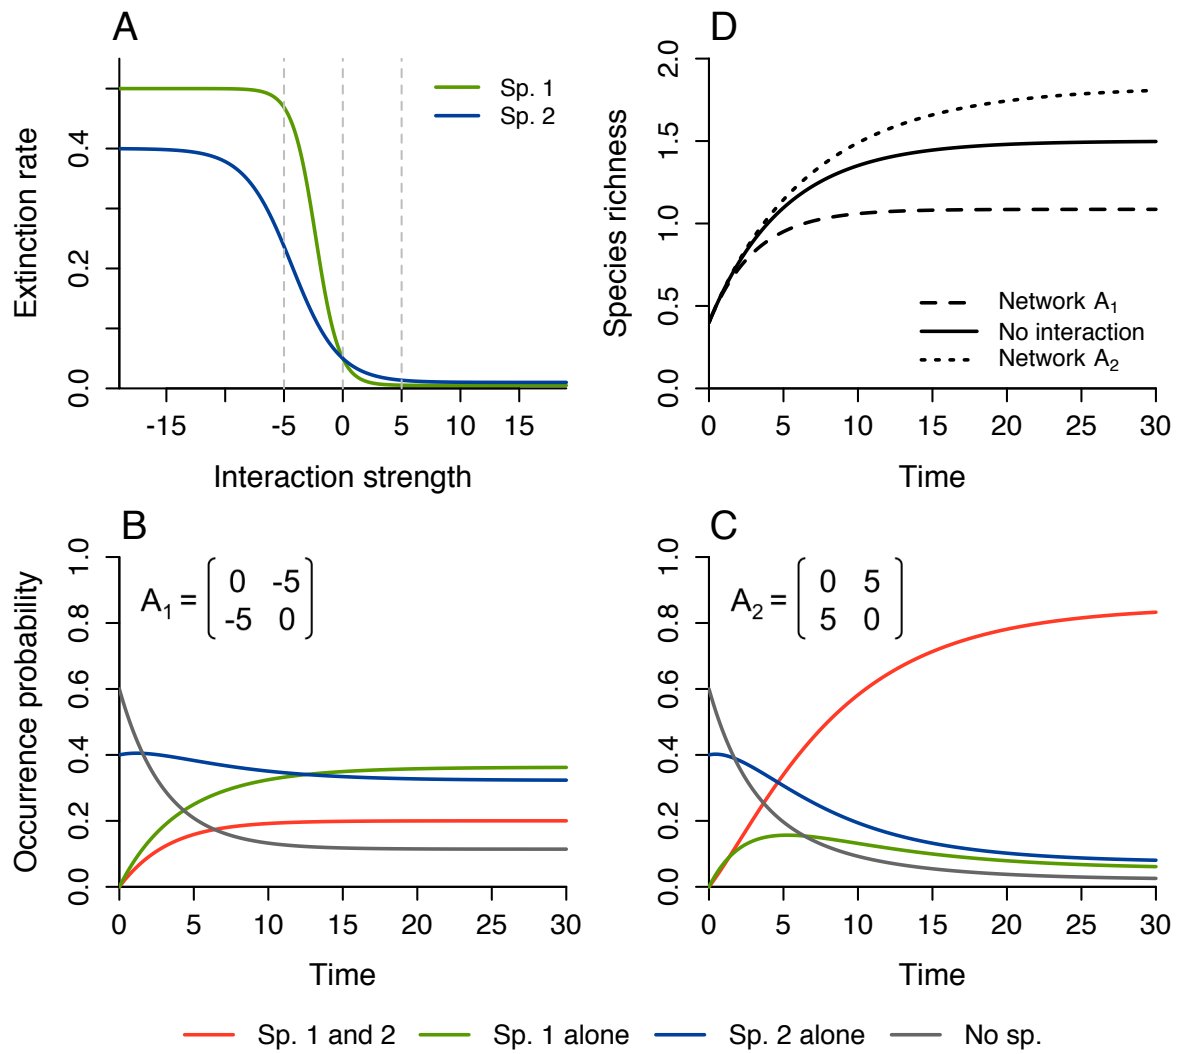 A
Extinction rate
0.0 0.2 0.4
-15 -5 0 5 10 15
Interaction strength
Sp. 1
Sp. 2
D
Species richness
0.0 0.5 1.0 1.5 2.0
0 5 10 15 20 25 30
Time
Network A1
No interaction
Network A2
B
Occurrence probability
0.0 0.2 0.4 0.6 0.8 1.0
A1 = 0 -5
-5 0
0 5 10 15 20 25 30
Time
C
0.0 0.2 0.4 0.6 0.8 1.0
A2 = 0 5
5 0
0 5 10 15 20 25 30
Time
Sp. 1 and 2 Sp. 1 alone Sp. 2 alone No sp.